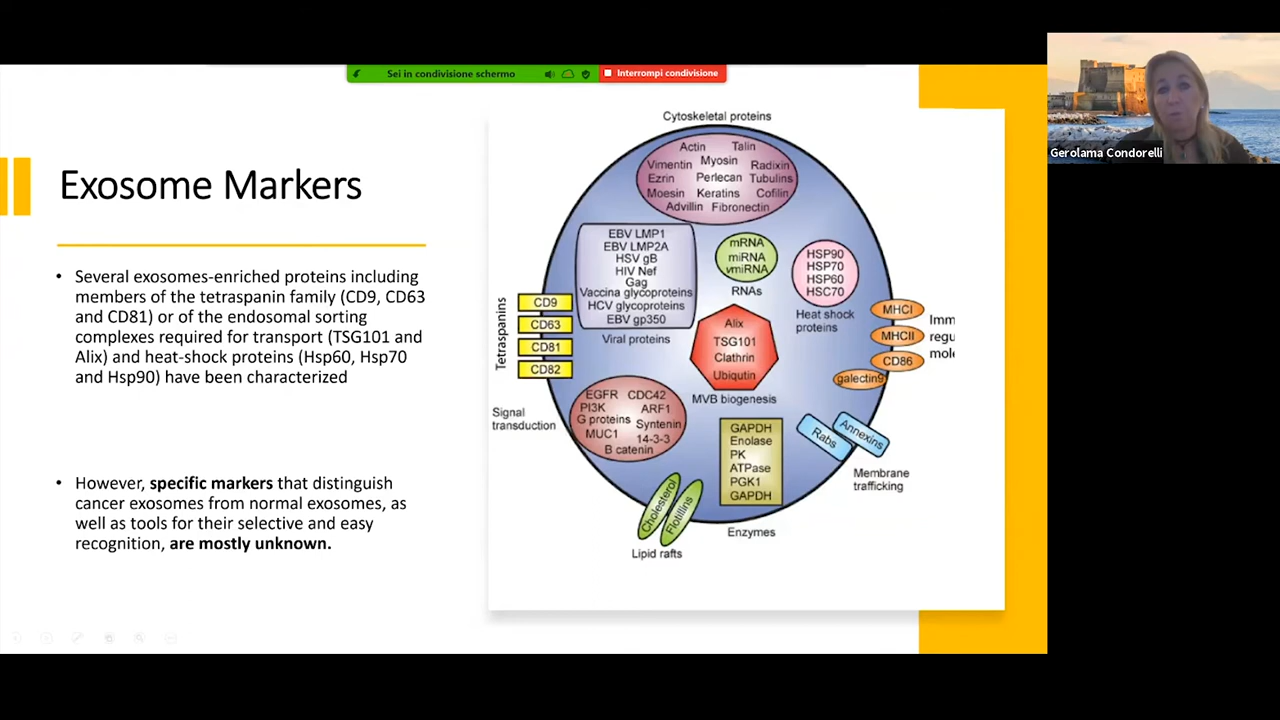 Sei in condivisione schermo
Interrompi condivisione
Gerolama Condorelli
Exosome Markers
• Several exosomes-enriched proteins including
members of the tetraspanin family (CD9, CD63
and CD81) or of the endosomal sorting
complexes required for transport (TSG101 and
Alix) and heat-shock proteins (Hsp60, Hsp70
and Hsp90) have been characterized
• However, specific markers that distinguish
cancer exosomes from normal exosomes, as
well as tools for their selective and easy
recognition, are mostly unknown.
Cytoskeletal proteins
Actin Talin
Vimentin Myosin Radixin
Ezrin Perlecan Tubulins
Moesin Keratins Cofilin
Advillin Fibronectin
EBV LMP1
EBV LMP2A
HSV gB
HIV Nef
Gag
Vaccina glycoproteins
HCV glycoproteins
EBV gp350
Viral proteins
mRNA
miRNA
vmiRNA
RNAs
HSP90
HSP70
HSP60
HSC70
Heat shock
proteins
Tetraspanins
CD9
CD63
CD81
CD82
Alix
TSG101
Clathrin
Ubiqutin
MVB biogenesis
MHCI
MHCII
CD86
galectin9
Imm
regu
mole
Signal
transduction
EGFR CDC42
PI3K ARF1
G proteins Syntenin
MUC1 14-3-3
B catenin
GAPDH
Enolase
PK
ATPase
PGK1
GAPDH
Enzymes
Rabs
Annexins
Membrane
trafficking
Cholesterol
Flotillins
Lipid rafts